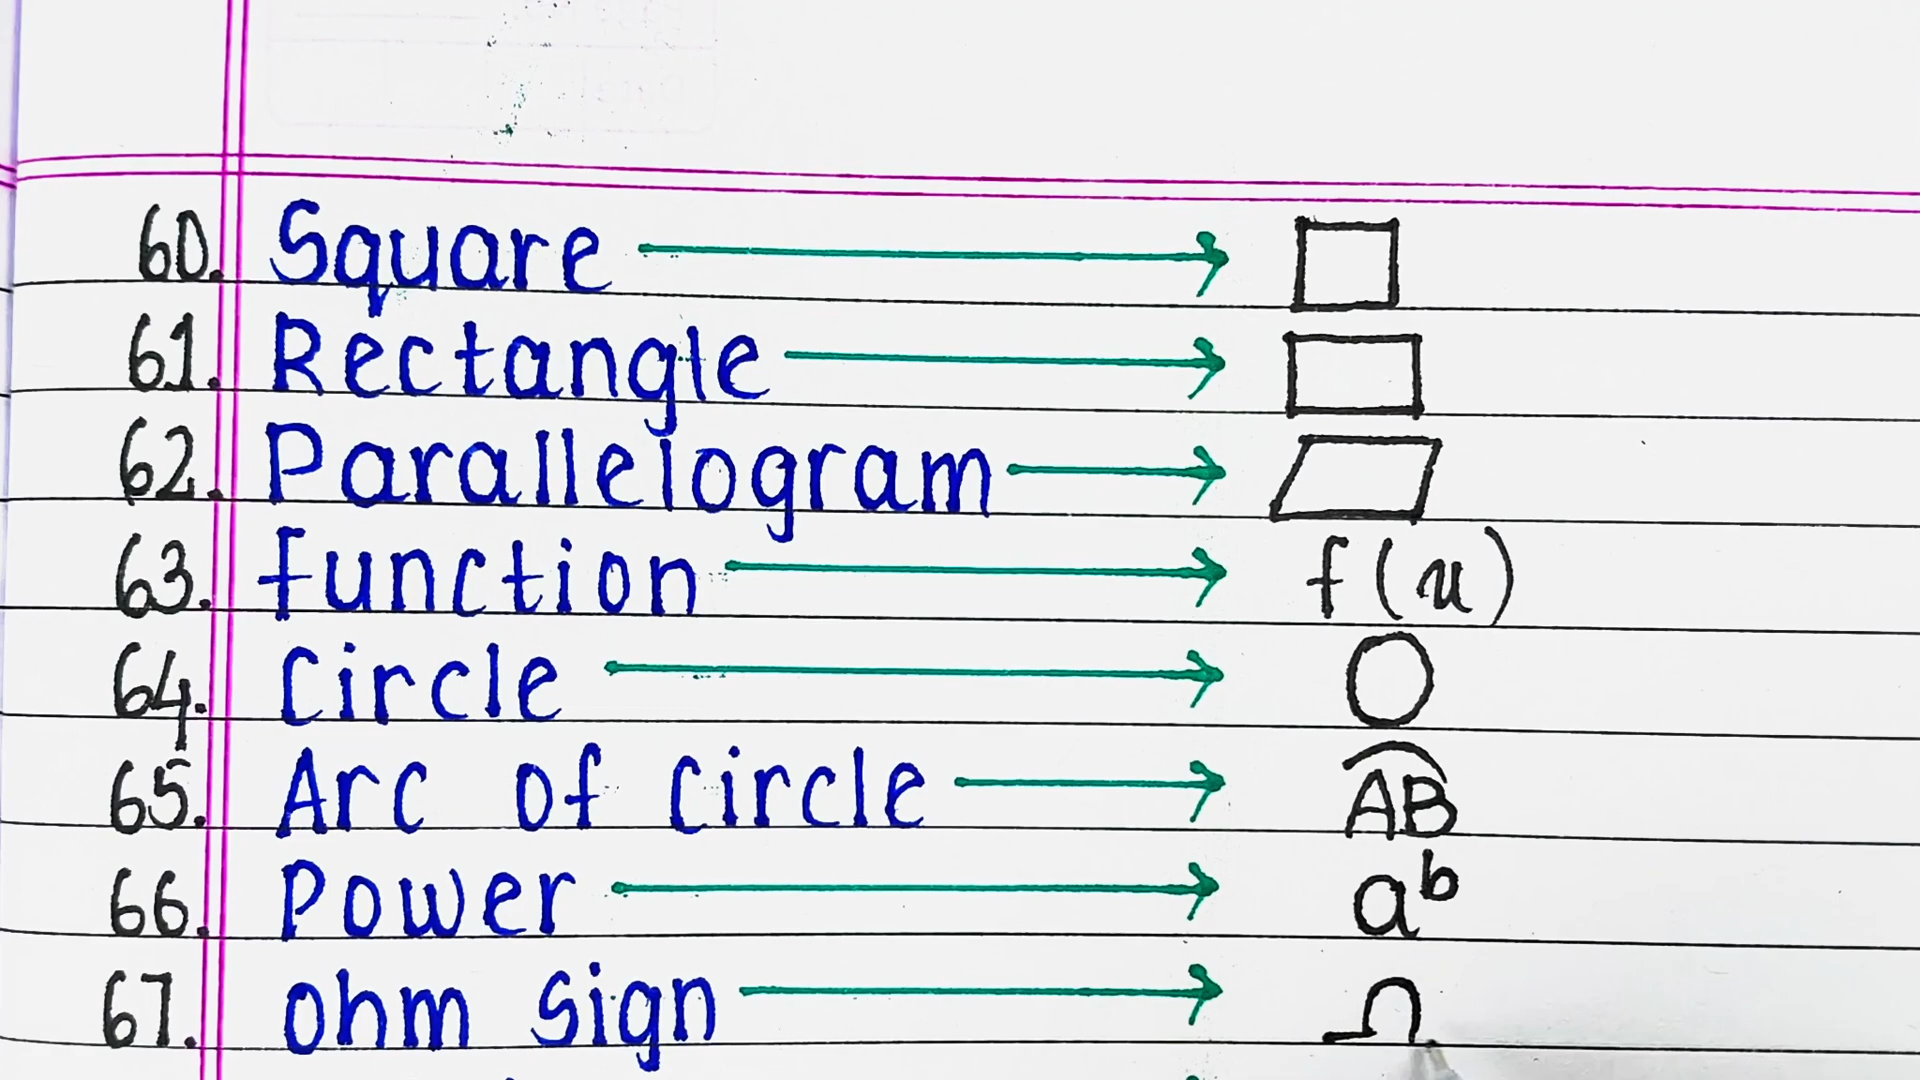 60. Square → □
61. Rectangle → ▭
62. Parallelogram → ▱
63. function → f(x)
64. Circle → ○
65. Arc of circle → A͡B
66. Power → aᵇ
67. ohm sign → Ω